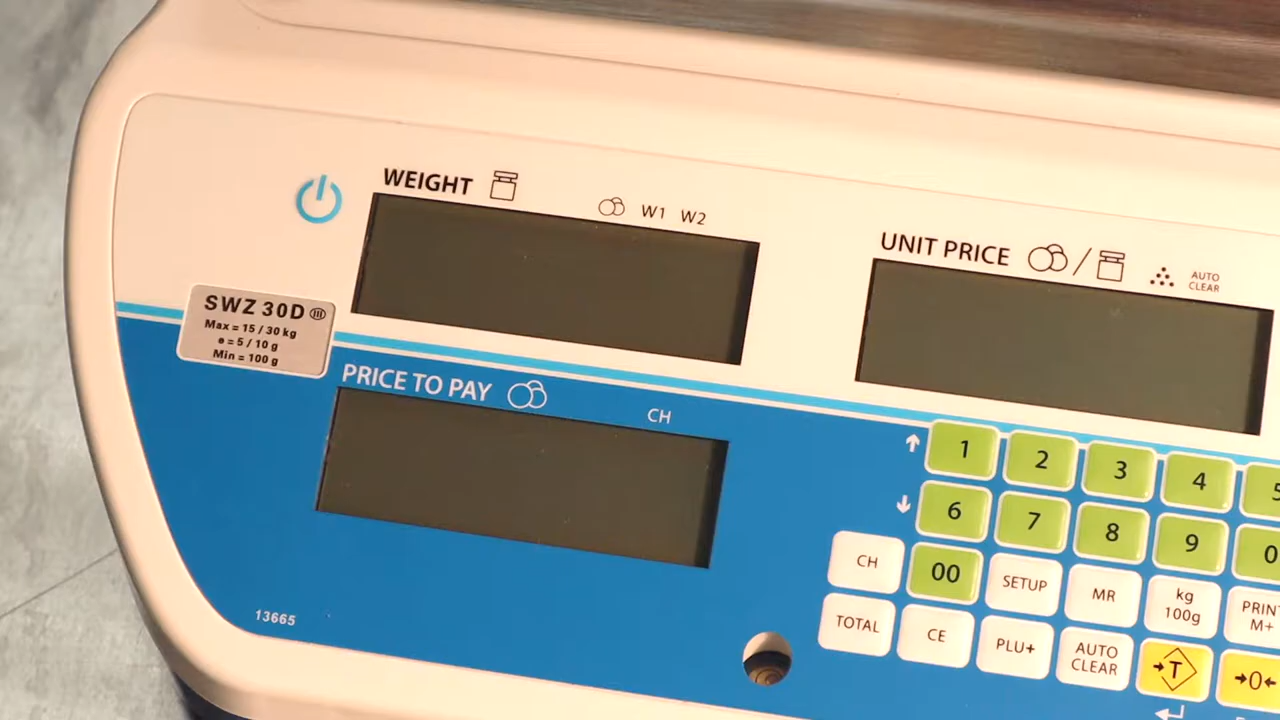 WEIGHT
W1 W2
UNIT PRICE /
AUTO
CLEAR
SWZ 30D III
Max = 15 / 30 kg
e = 5 / 10 g
Min = 100 g
PRICE TO PAY
CH
1 2 3 4 5
6 7 8 9 0
CH 00 SETUP MR kg
100g
PRINT
M+
TOTAL CE PLU+ AUTO
CLEAR
T
0
13665